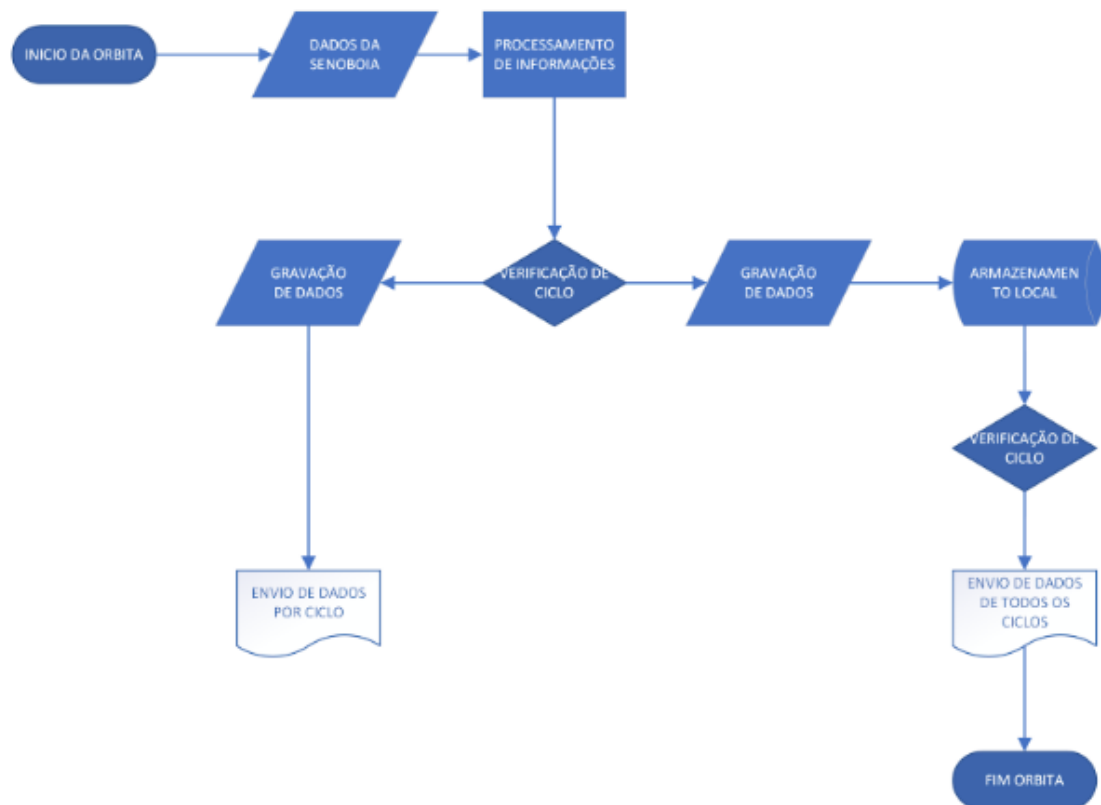 INICIO DA ORBITA
DADOS DA
SENOBOIA
PROCESSAMENTO
DE INFORMAÇÕES
GRAVAÇÃO
DE DADOS
VERIFICAÇÃO DE
CICLO
GRAVAÇÃO
DE DADOS
ARMAZENAMEN
TO LOCAL
VERIFICAÇÃO DE
CICLO
ENVIO DE DADOS
POR CICLO
ENVIO DE DADOS
DE TODOS OS
CICLOS
FIM ORBITA